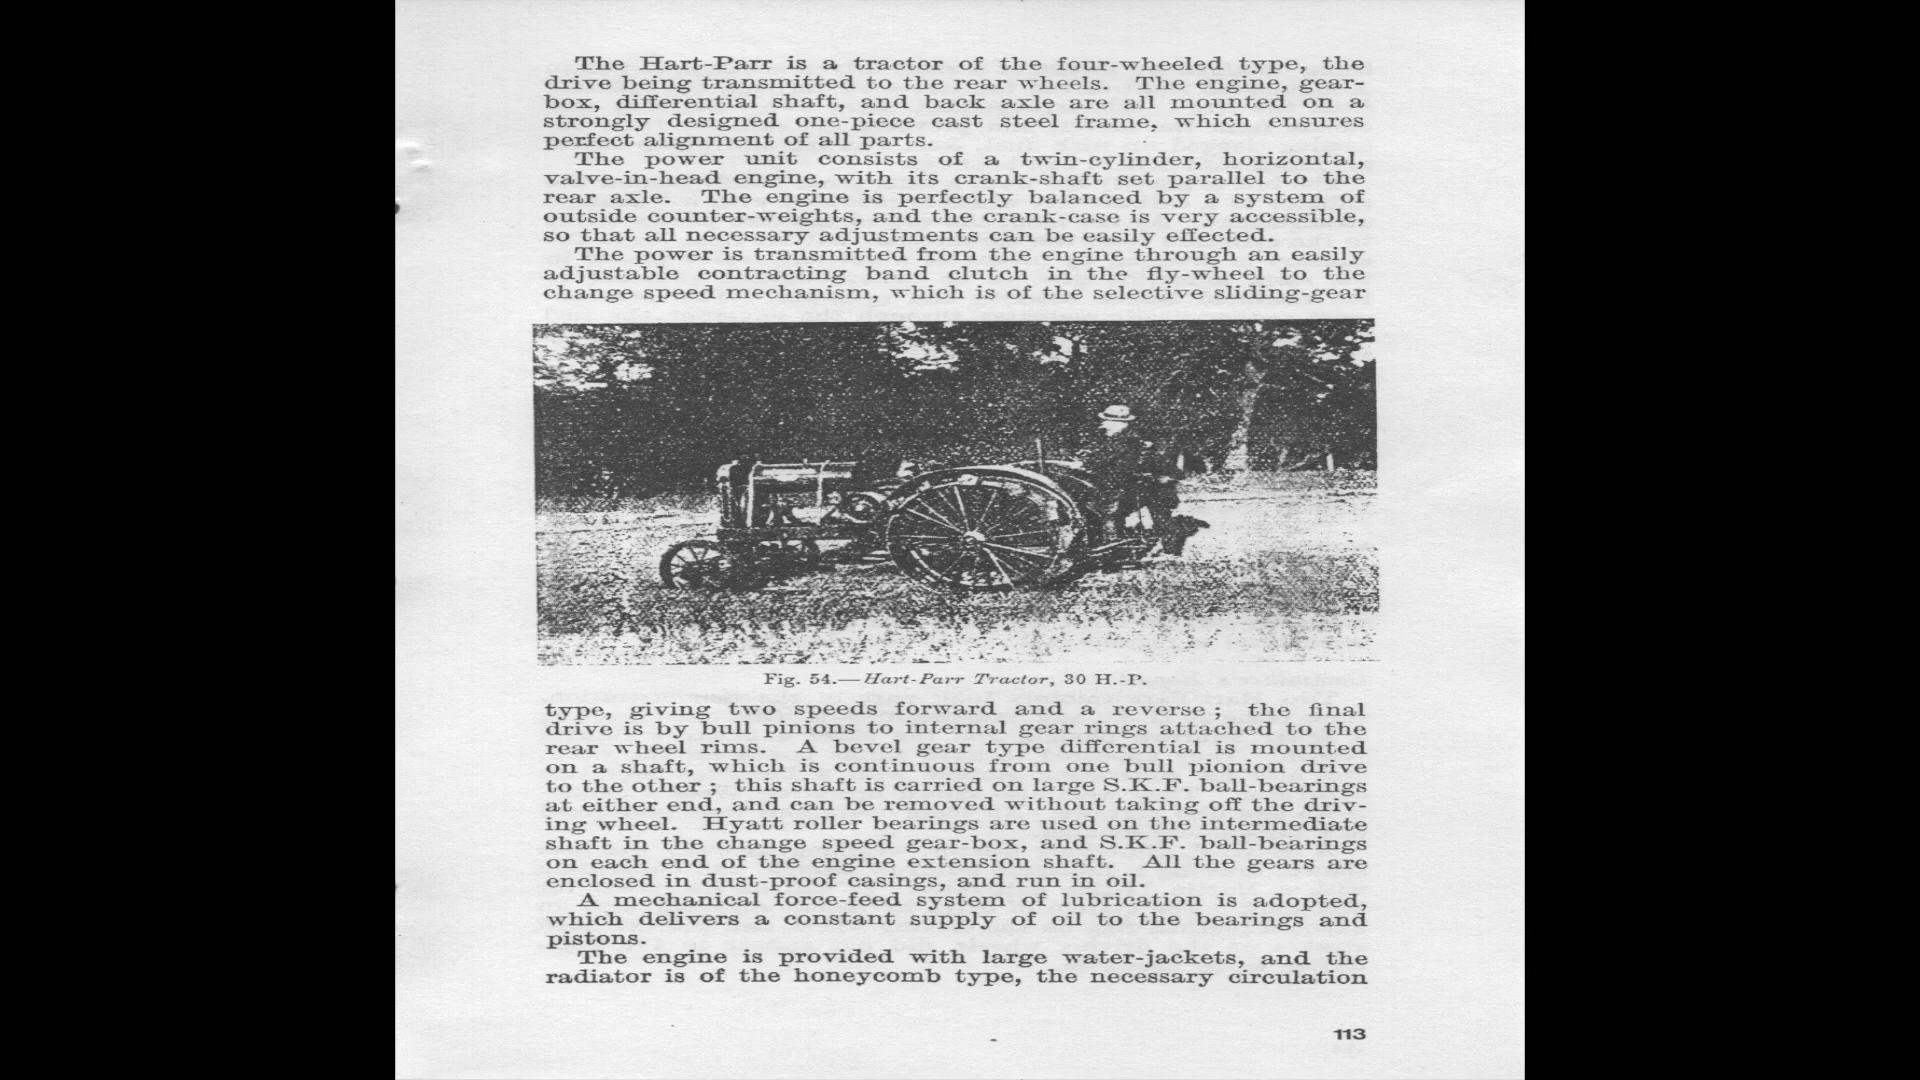 The Hart-Parr is a tractor of the four-wheeled type, the
drive being transmitted to the rear wheels. The engine, gear-
box, differential shaft, and back axle are all mounted on a
strongly designed one-piece cast steel frame, which ensures
perfect alignment of all parts.
The power unit consists of a twin-cylinder, horizontal,
valve-in-head engine, with its crank-shaft set parallel to the
rear axle. The engine is perfectly balanced by a system of
outside counter-weights, and the crank-case is very accessible,
so that all necessary adjustments can be easily effected.
The power is transmitted from the engine through an easily
adjustable contracting band clutch in the fly-wheel to the
change speed mechanism, which is of the selective sliding-gear
Fig. 54.—Hart-Parr Tractor, 30 H.-P.
type, giving two speeds forward and a reverse ; the final
drive is by bull pinions to internal gear rings attached to the
rear wheel rims. A bevel gear type differential is mounted
on a shaft, which is continuous from one bull pionion drive
to the other ; this shaft is carried on large S.K.F. ball-bearings
at either end, and can be removed without taking off the driv-
ing wheel. Hyatt roller bearings are used on the intermediate
shaft in the change speed gear-box, and S.K.F. ball-bearings
on each end of the engine extension shaft. All the gears are
enclosed in dust-proof casings, and run in oil.
A mechanical force-feed system of lubrication is adopted,
which delivers a constant supply of oil to the bearings and
pistons.
The engine is provided with large water-jackets, and the
radiator is of the honeycomb type, the necessary circulation
113